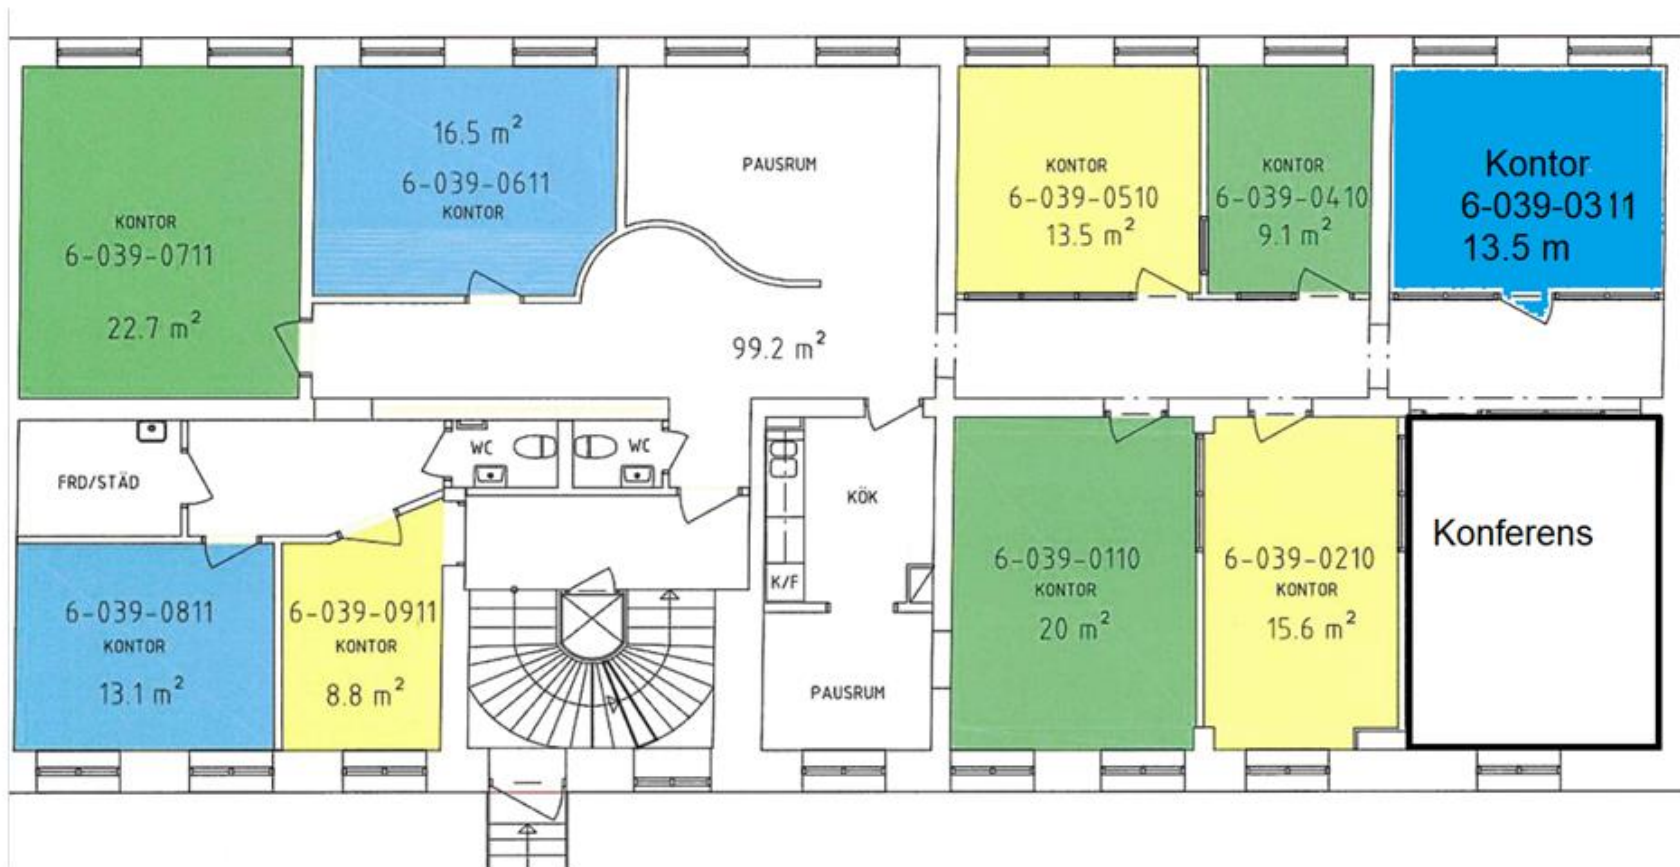 KONTOR
6-039-0711
22.7 m²
16.5 m²
6-039-0611
KONTOR
PAUSRUM
99.2 m²
KONTOR
6-039-0510
13.5 m²
KONTOR
6-039-0410
9.1 m²
Kontor
6-039-0311
13.5 m
FRD/STÄD
WC
WC
KÖK
K/F
PAUSRUM
6-039-0811
KONTOR
13.1 m²
6-039-0911
KONTOR
8.8 m²
6-039-0110
KONTOR
20 m²
6-039-0210
KONTOR
15.6 m²
Konferens